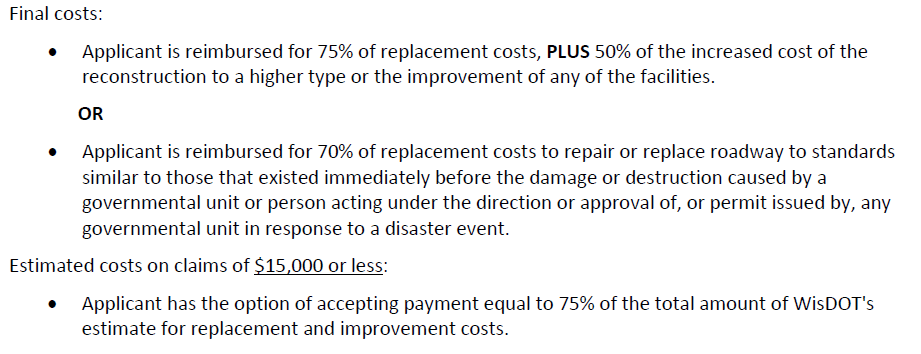 Final costs:
• Applicant is reimbursed for 75% of replacement costs, PLUS 50% of the increased cost of the
reconstruction to a higher type or the improvement of any of the facilities.
OR
• Applicant is reimbursed for 70% of replacement costs to repair or replace roadway to standards
similar to those that existed immediately before the damage or destruction caused by a
governmental unit or person acting under the direction or approval of, or permit issued by, any
governmental unit in response to a disaster event.
Estimated costs on claims of $15,000 or less:
• Applicant has the option of accepting payment equal to 75% of the total amount of WisDOT's
estimate for replacement and improvement costs.